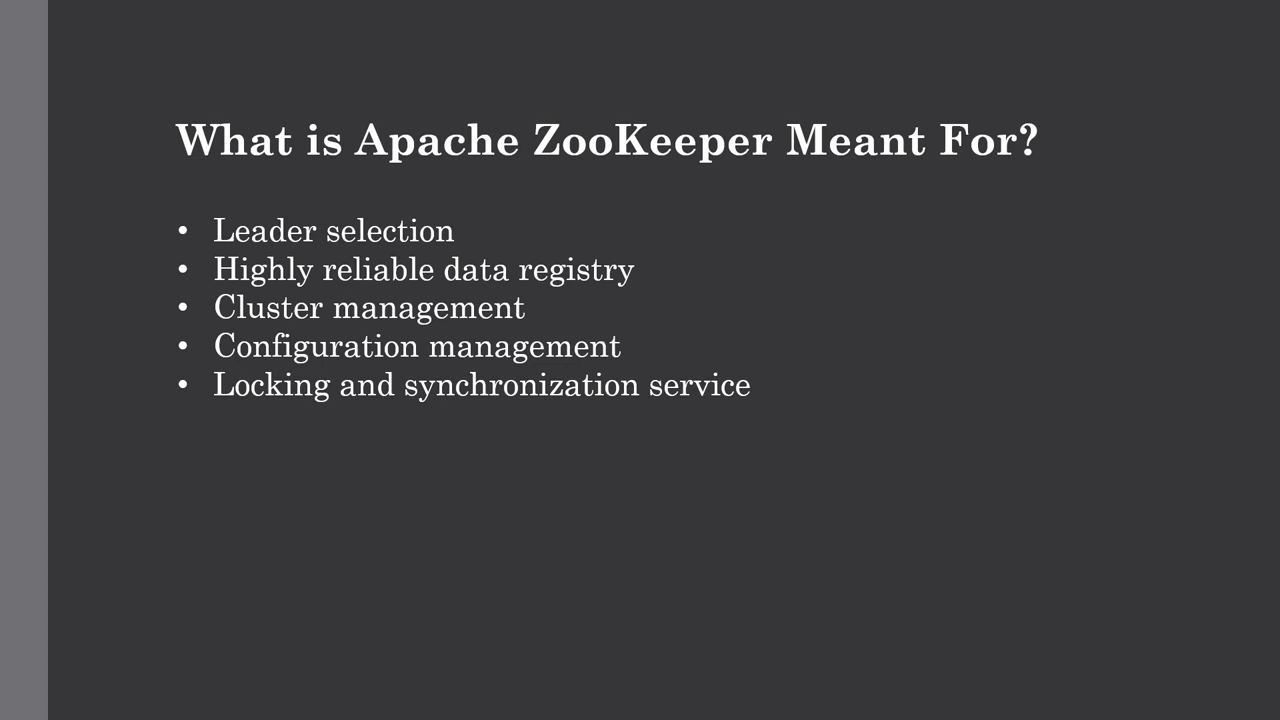 What is Apache ZooKeeper Meant For?
• Leader selection
• Highly reliable data registry
• Cluster management
• Configuration management
• Locking and synchronization service